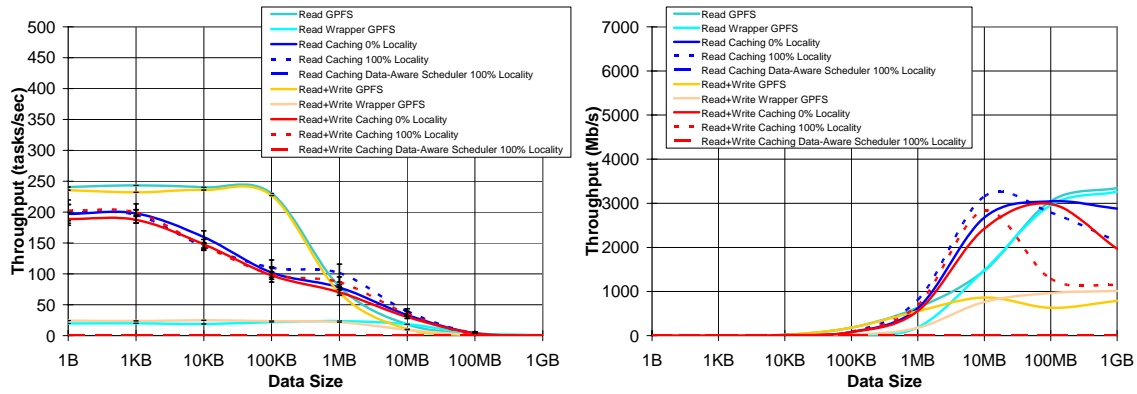 500
450
400
350
300
250
200
150
100
50
0
Throughput (tasks/sec)
Read GPFS
Read Wrapper GPFS
Read Caching 0% Locality
Read Caching 100% Locality
Read Caching Data-Aware Scheduler 100% Locality
Read+Write GPFS
Read+Write Wrapper GPFS
Read+Write Caching 0% Locality
Read+Write Caching 100% Locality
Read+Write Caching Data-Aware Scheduler 100% Locality
1B 1KB 10KB 100KB 1MB 10MB 100MB 1GB
Data Size
7000
6000
5000
4000
3000
2000
1000
0
Throughput (Mb/s)
Read GPFS
Read Wrapper GPFS
Read Caching 0% Locality
Read Caching 100% Locality
Read Caching Data-Aware Scheduler 100% Locality
Read+Write GPFS
Read+Write Wrapper GPFS
Read+Write Caching 0% Locality
Read+Write Caching 100% Locality
Read+Write Caching Data-Aware Scheduler 100% Locality
1B 1KB 10KB 100KB 1MB 10MB 100MB 1GB
Data Size